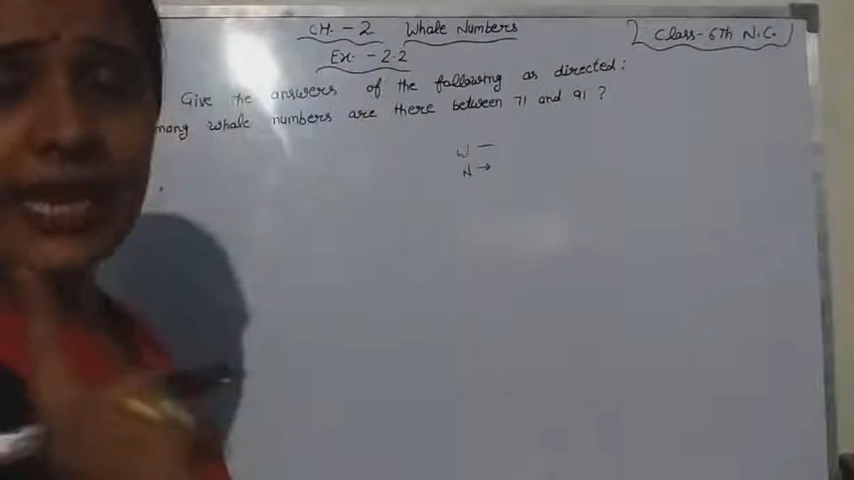 CH. - 2 Whole Numbers
Class - 6th N.C.
Ex. - 2.2
Give the answers of the following as directed:
many whole numbers are there between 71 and 91 ?
W —
N →